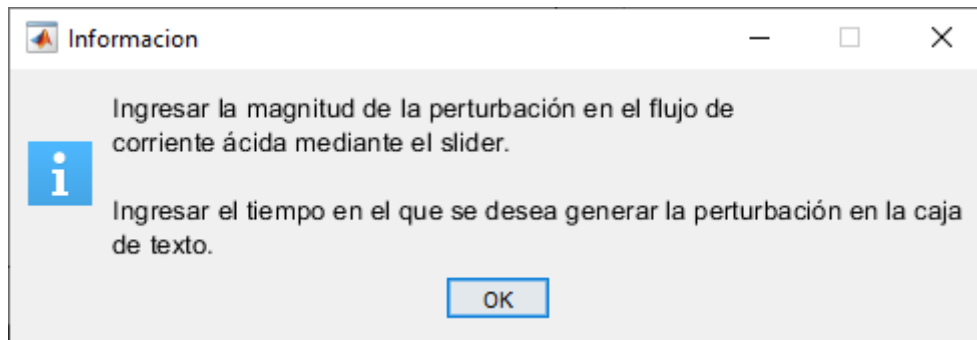 Informacion
Ingresar la magnitud de la perturbación en el flujo de
corriente ácida mediante el slider.
Ingresar el tiempo en el que se desea generar la perturbación en la caja
de texto.
OK